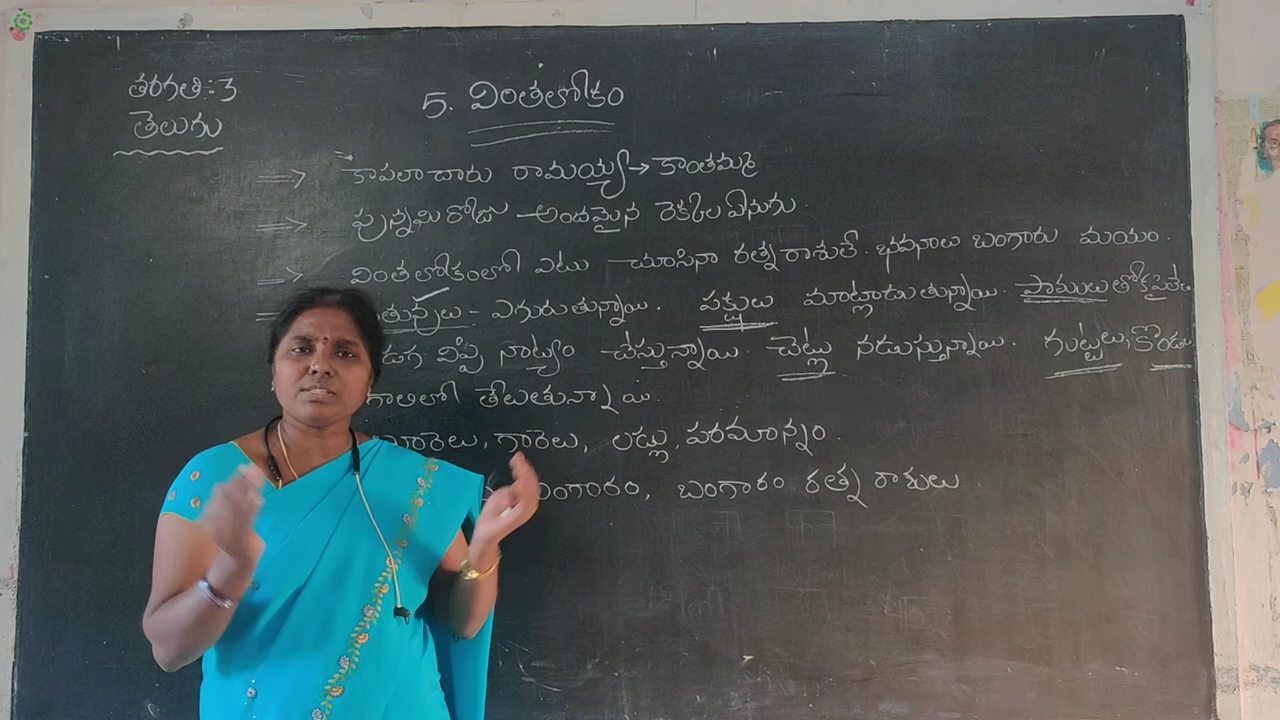 తరగతి:- 3
తెలుగు
5. వింతలోకం
కాపలాదారు రామయ్య → కాంతమ్మ
పున్నమి రోజు - అందమైన రెక్కల ఏనుగు.
వింతలోకంలో ఎటు చూసినా రత్న రాశులే. భవనాలు బంగారు మయం.
ఎగురుతున్నాయి. పక్షులు మాట్లాడుతున్నాయి. పాములు తోకపై
పడగ విప్పి నాట్యం చేస్తున్నాయి. చెట్లు నడుస్తున్నాయి. గుట్టలు, కొండలు
గాలిలో తేలుతున్నాయి.
బూరెలు, గారెలు, లడ్లు, పరమాన్నం.
బంగారం, బంగారం రత్న రాశులు